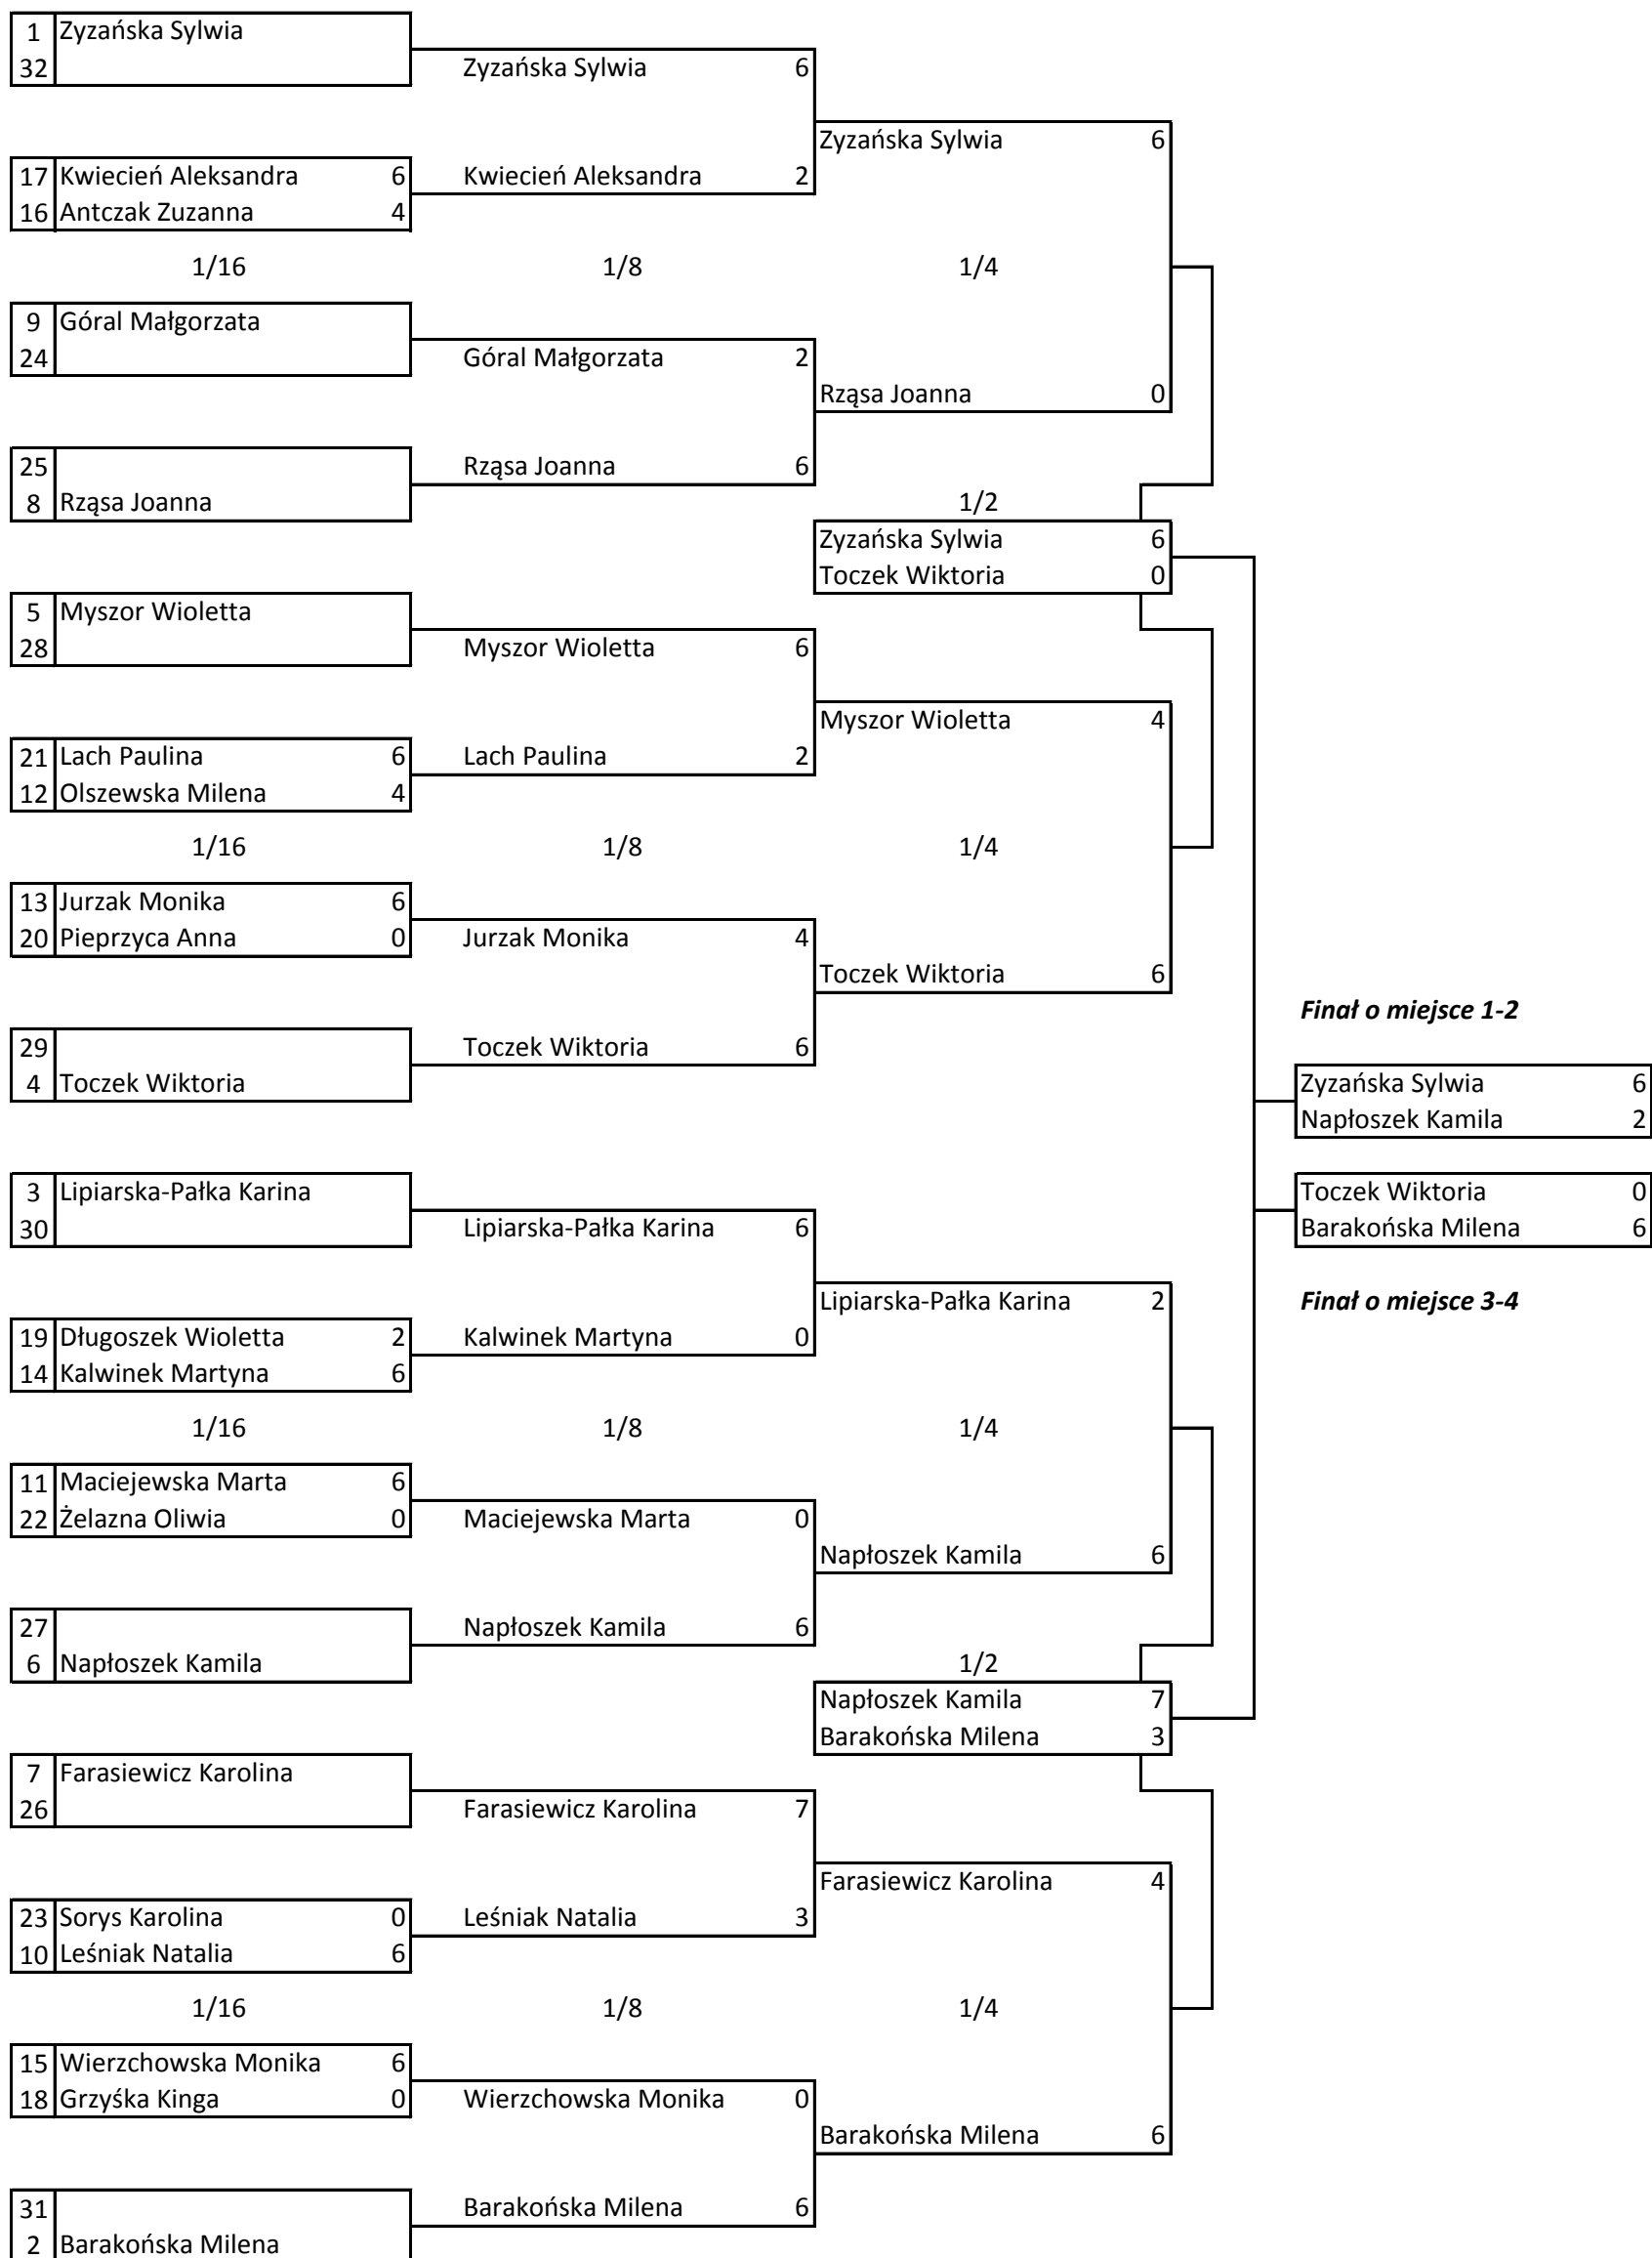 1 Zyzańska Sylwia
32 Zyzańska Sylwia 6
Zyzańska Sylwia 6
17 Kwiecień Aleksandra 6 Kwiecień Aleksandra 2
16 Antczak Zuzanna 4
1/16 1/8 1/4
9 Góral Małgorzata
24 Góral Małgorzata 2
Rząsa Joanna 0
25 Rząsa Joanna 6
8 Rząsa Joanna 1/2
Zyzańska Sylwia 6
Toczek Wiktoria 0
5 Myszor Wioletta
28 Myszor Wioletta 6
Myszor Wioletta 4
21 Lach Paulina 6 Lach Paulina 2
12 Olszewska Milena 4
1/16 1/8 1/4
13 Jurzak Monika 6
20 Pieprzyca Anna 0 Jurzak Monika 4
Toczek Wiktoria 6
Finał o miejsce 1-2
29 Toczek Wiktoria 6
4 Toczek Wiktoria Zyzańska Sylwia 6
Napłoszek Kamila 2
3 Lipiarska-Pałka Karina Toczek Wiktoria 0
30 Lipiarska-Pałka Karina 6 Barakońska Milena 6
Lipiarska-Pałka Karina 2 Finał o miejsce 3-4
19 Długoszek Wioletta 2 Kalwinek Martyna 0
14 Kalwinek Martyna 6
1/16 1/8 1/4
11 Maciejewska Marta 6
22 Żelazna Oliwia 0 Maciejewska Marta 0
Napłoszek Kamila 6
27 Napłoszek Kamila 6
6 Napłoszek Kamila 1/2
Napłoszek Kamila 7
Barakońska Milena 3
7 Farasiewicz Karolina
26 Farasiewicz Karolina 7
Farasiewicz Karolina 4
23 Sorys Karolina 0 Leśniak Natalia 3
10 Leśniak Natalia 6
1/16 1/8 1/4
15 Wierzchowska Monika 6
18 Grzyśka Kinga 0 Wierzchowska Monika 0
Barakońska Milena 6
31 Barakońska Milena 6
2 Barakońska Milena